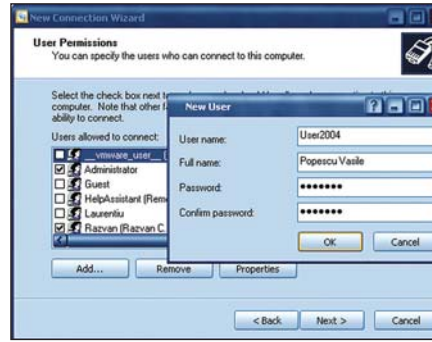 New Connection Wizard
User Permissions
You can specify the users who can connect to this computer.
Select the check box next to
computer. Note that other f
ability to connect.
Users allowed to connect:
__vmware_user__
Administrator
Guest
HelpAssistant (Rem
Laurentiu
Razvan (Razvan C.
Add...
Remove
Properties
< Back
Next >
Cancel
New User
User name:
User2004
Full name:
Popescu Vasile
Password:
Confirm password:
OK
Cancel